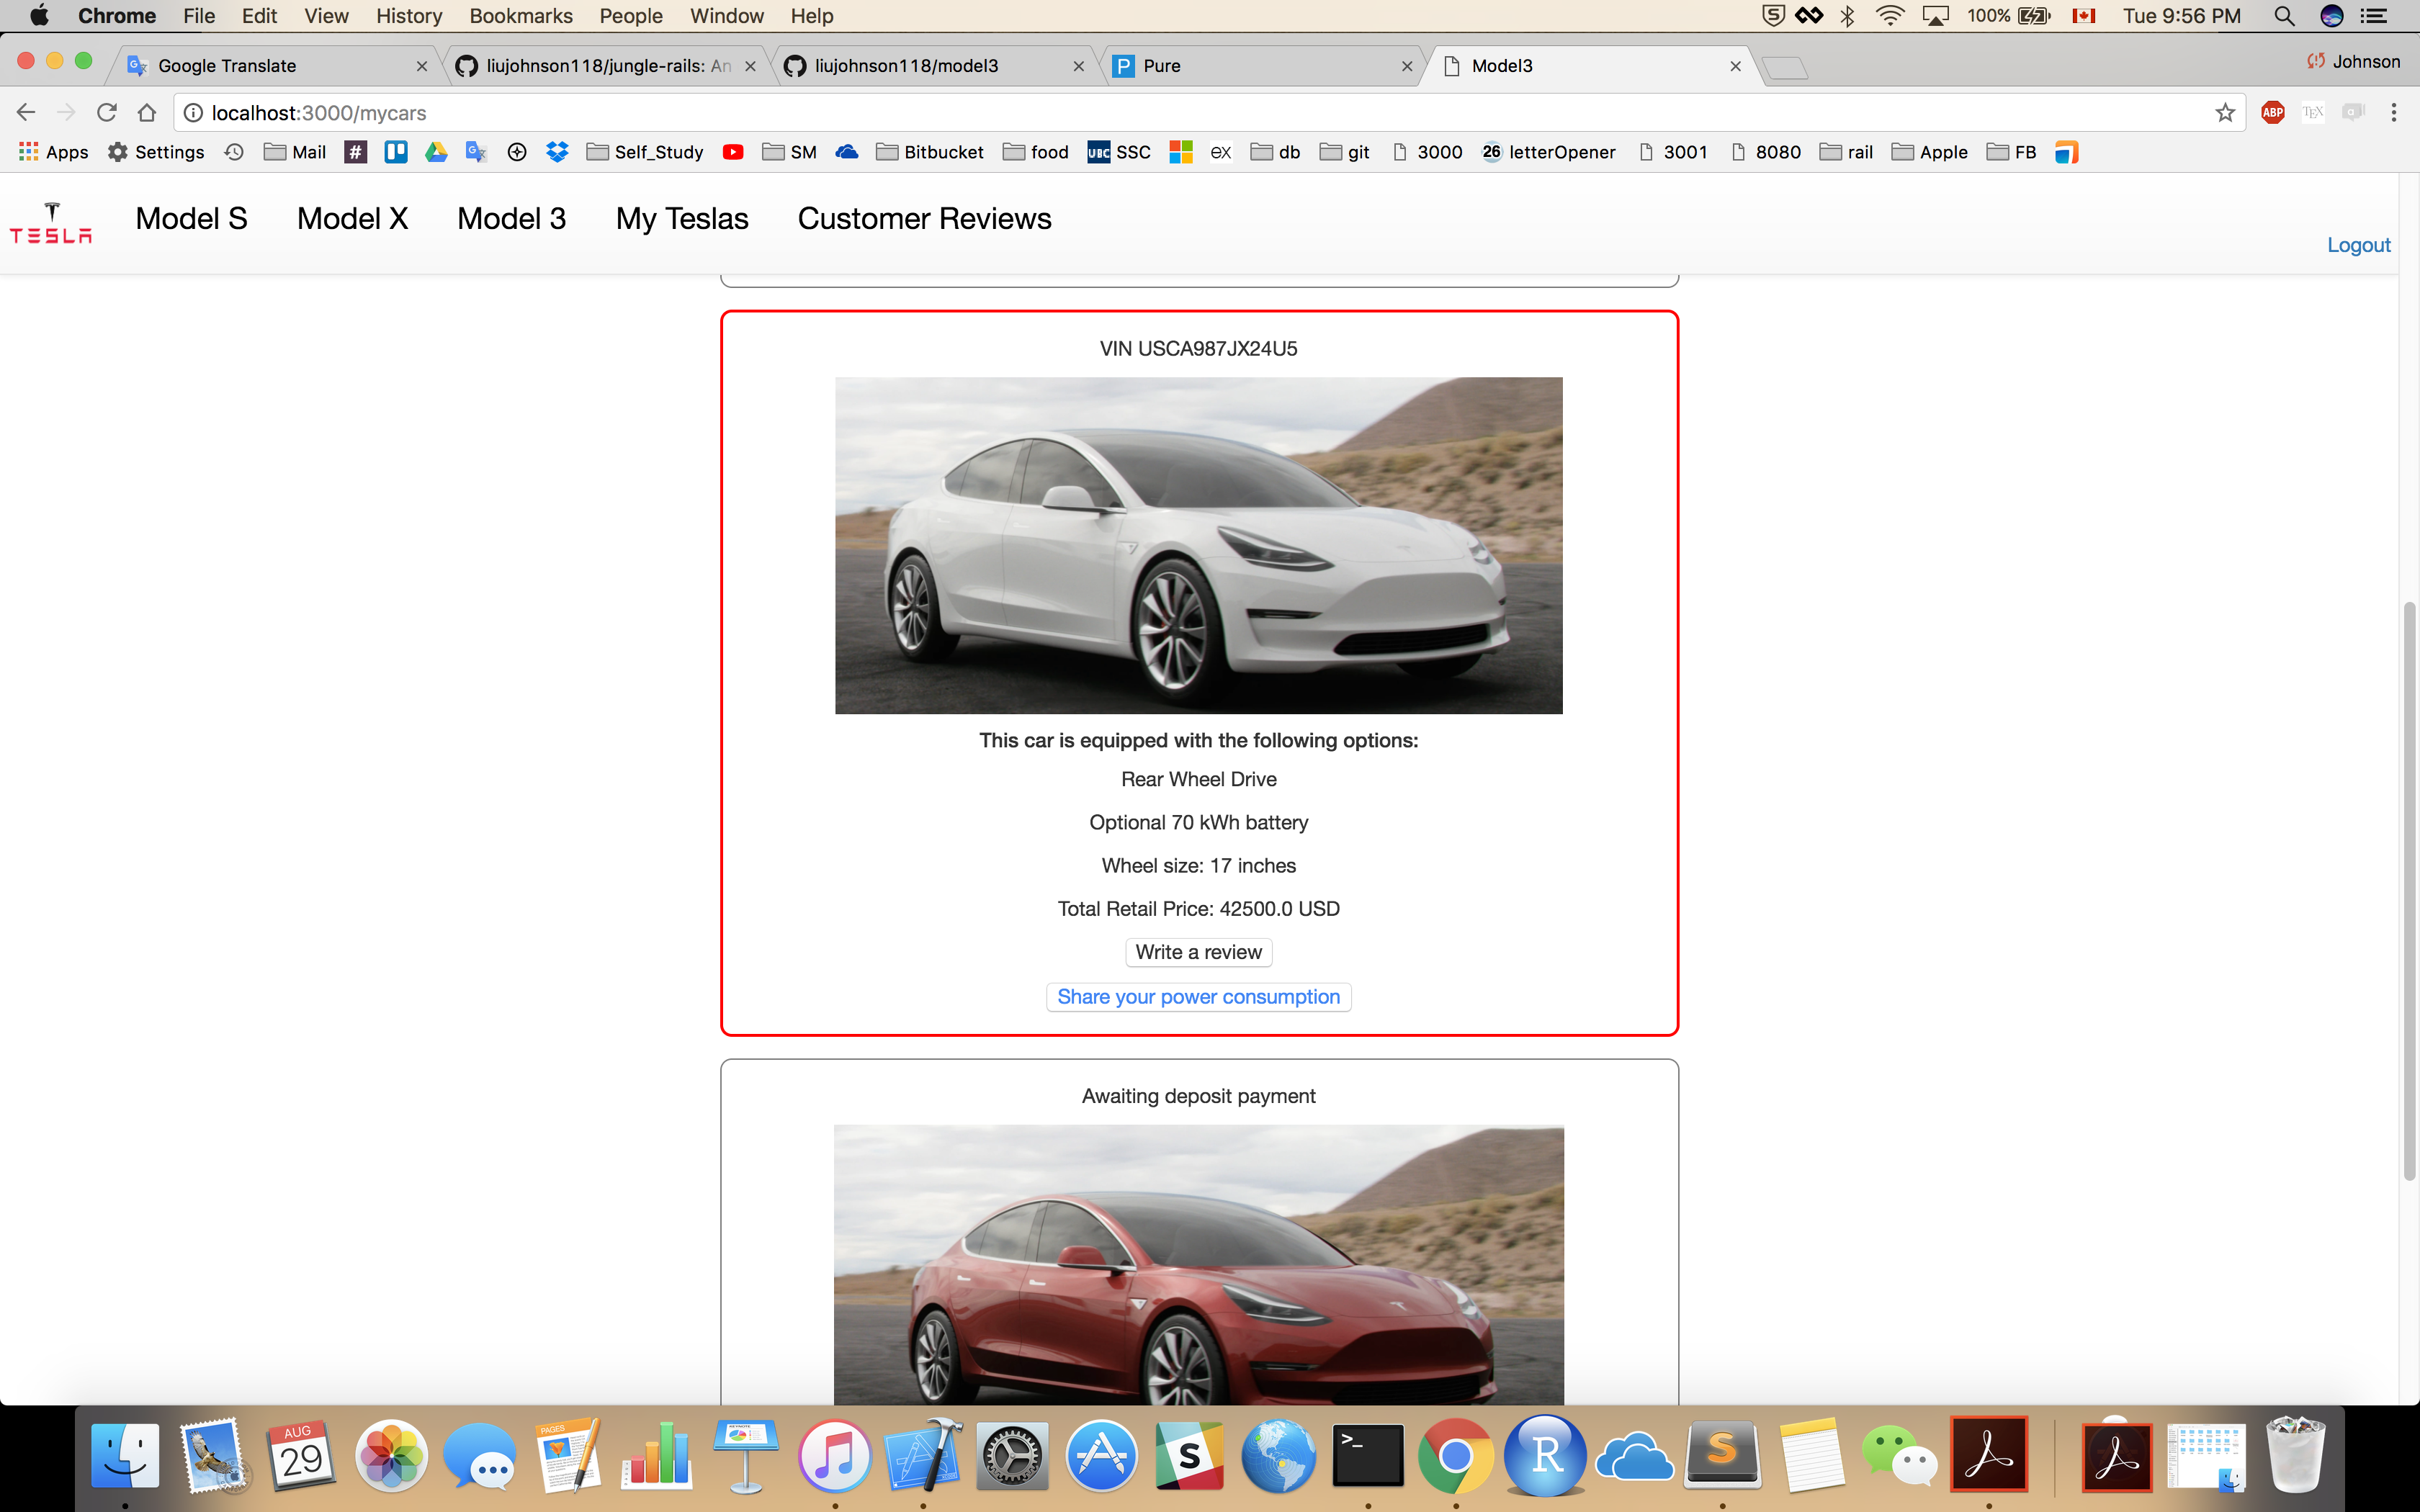 Chrome File Edit View History Bookmarks People Window Help 100% Tue 9:56 PM
Google Translate liujohnson118/jungle-rails: An liujohnson118/model3 Pure Model3 Johnson
localhost:3000/mycars ABP TEX
Apps Settings Mail Self_Study SM Bitbucket food UBC SSC ex db git 3000 26 letterOpener 3001 8080 rail Apple FB
TESLA Model S Model X Model 3 My Teslas Customer Reviews
Logout
VIN USCA987JX24U5
This car is equipped with the following options:
Rear Wheel Drive
Optional 70 kWh battery
Wheel size: 17 inches
Total Retail Price: 42500.0 USD
Write a review
Share your power consumption
Awaiting deposit payment
AUG
29
PAGES